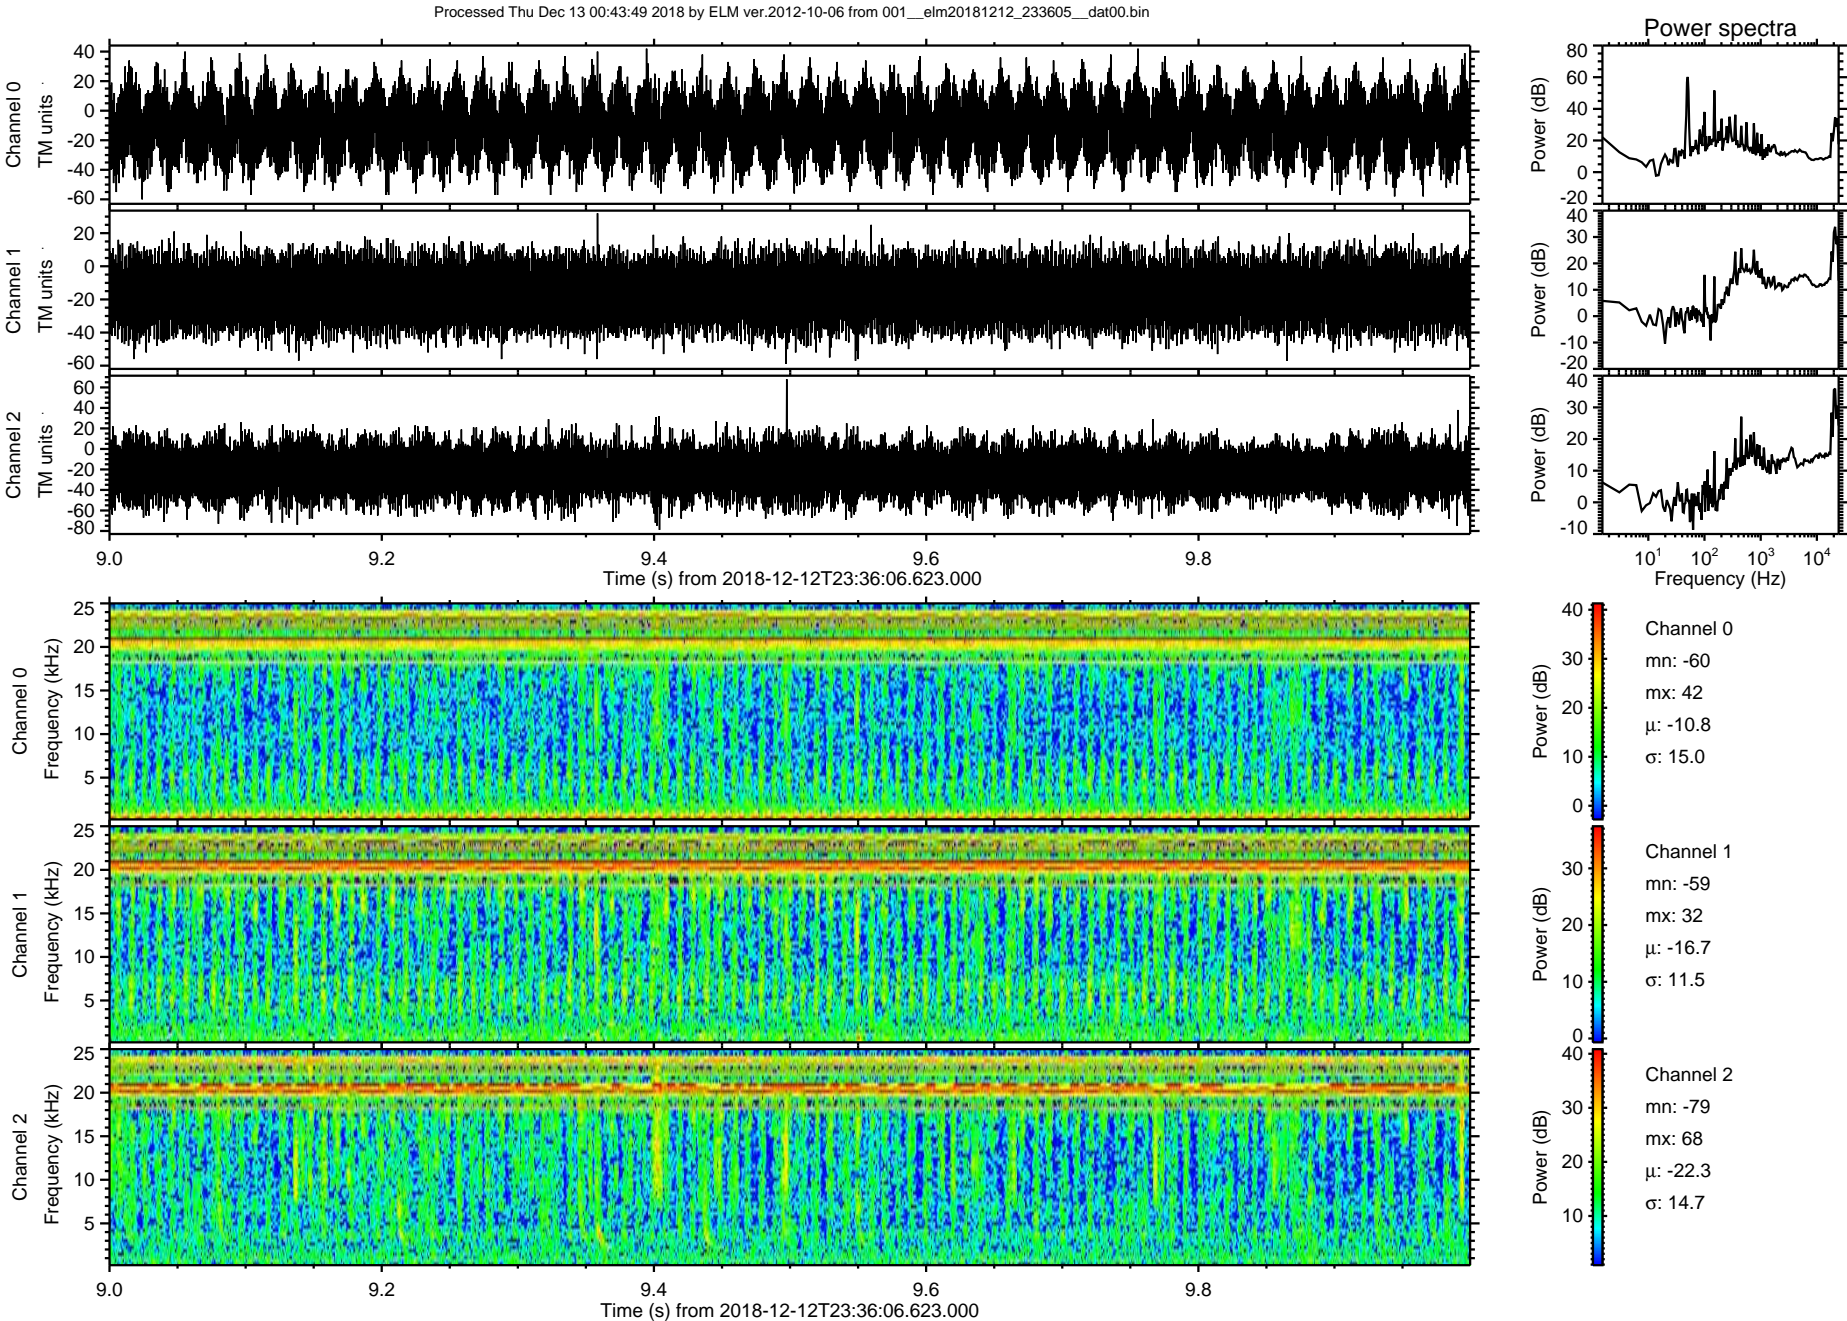 Processed Thu Dec 13 00:43:49 2018 by ELM ver.2012-10-06 from 001__elm20181212_233605__dat00.bin
Power spectra
Channel 0
TM units
40
20
0
-20
-40
-60
Power (dB)
80
60
40
20
0
-20
Channel 1
TM units
20
0
-20
-40
-60
Power (dB)
40
30
20
10
0
-10
-20
Channel 2
TM units
60
40
20
0
-20
-40
-60
-80
Power (dB)
40
30
20
10
0
-10
9.0 9.2 9.4 9.6 9.8
Time (s) from 2018-12-12T23:36:06.623.000
10¹ 10² 10³ 10⁴
Frequency (Hz)
Channel 0
Frequency (kHz)
25
20
15
10
5
Power (dB)
40
30
20
10
0
Channel 0
mn: -60
mx: 42
μ: -10.8
σ: 15.0
Channel 1
Frequency (kHz)
25
20
15
10
5
Power (dB)
30
20
10
0
Channel 1
mn: -59
mx: 32
μ: -16.7
σ: 11.5
Channel 2
Frequency (kHz)
25
20
15
10
5
Power (dB)
40
30
20
10
Channel 2
mn: -79
mx: 68
μ: -22.3
σ: 14.7
9.0 9.2 9.4 9.6 9.8
Time (s) from 2018-12-12T23:36:06.623.000